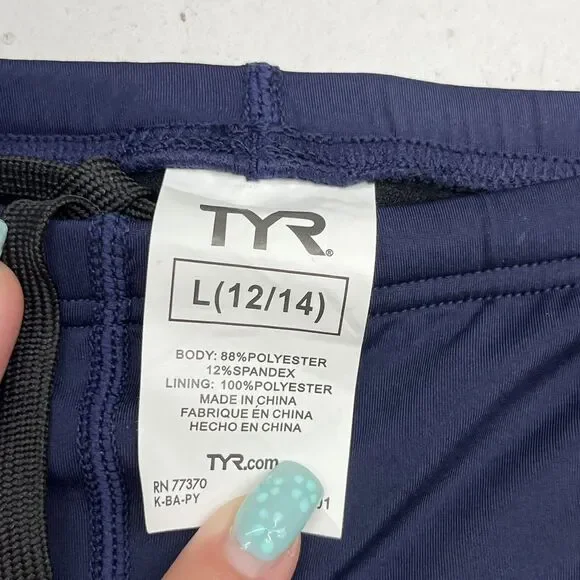 TYR®
L(12/14)
BODY: 88%POLYESTER
12%SPANDEX
LINING: 100%POLYESTER
MADE IN CHINA
FABRIQUE ÉN CHINA
HECHO EN CHINA
TYR.com
RN 77370
K-BA-PY